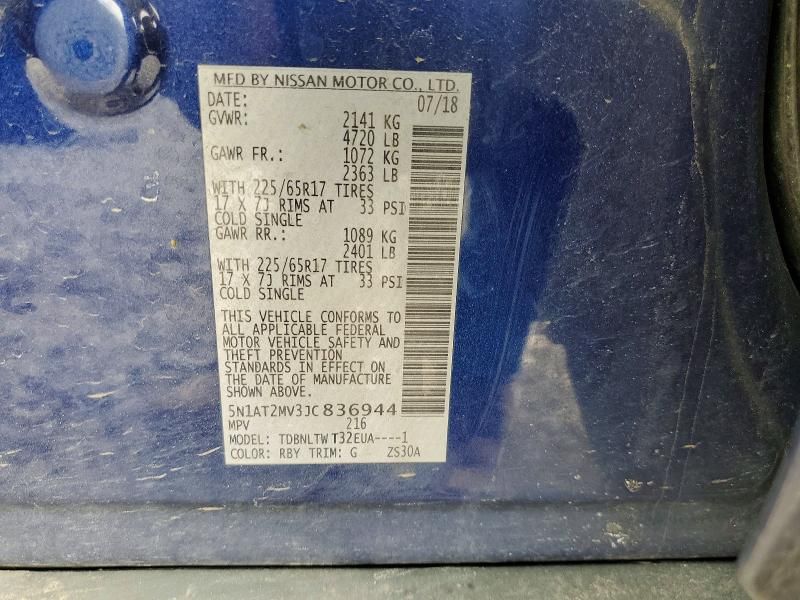 MFD BY NISSAN MOTOR CO., LTD.
DATE: 07/18
GVWR: 2141 KG
4720 LB
GAWR FR.: 1072 KG
2363 LB
WITH 225/65R17 TIRES
17 X 7J RIMS AT 33 PSI
COLD SINGLE
GAWR RR.: 1089 KG
2401 LB
WITH 225/65R17 TIRES
17 X 7J RIMS AT 33 PSI
COLD SINGLE
THIS VEHICLE CONFORMS TO
ALL APPLICABLE FEDERAL
MOTOR VEHICLE SAFETY AND
THEFT PREVENTION
STANDARDS IN EFFECT ON
THE DATE OF MANUFACTURE
SHOWN ABOVE.
5N1AT2MV3JC836944
MPV 216
MODEL: TDBNLTW T32EUA----1
COLOR: RBY TRIM: G ZS30A